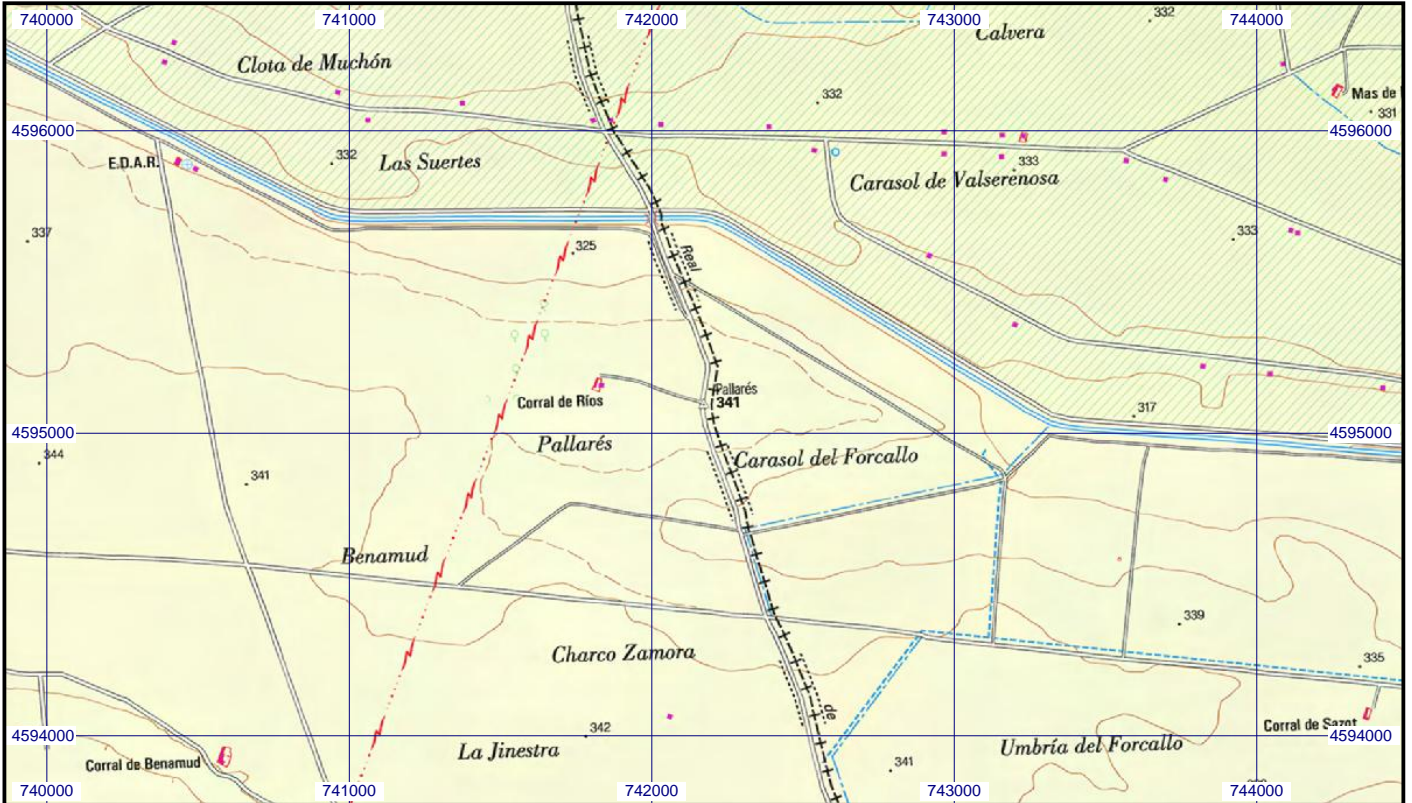 740000 741000 742000 743000 744000
332
Calvera
Clota de Muchón
332
Mas de
331
4596000 4596000
E.D.A.R.
332
Las Suertes
333
Carasol de Valserenosa
337
325
Real
333
Pallarés
341
Corral de Ríos
317
4595000 4595000
Pallarés
344
341
Carasol del Forcallo
Benamud
339
Charco Zamora
335
de
342
Corral de Sazot
4594000 4594000
La Jinestra
Umbría del Forcallo
Corral de Benamud
341
740000 741000 742000 743000 744000